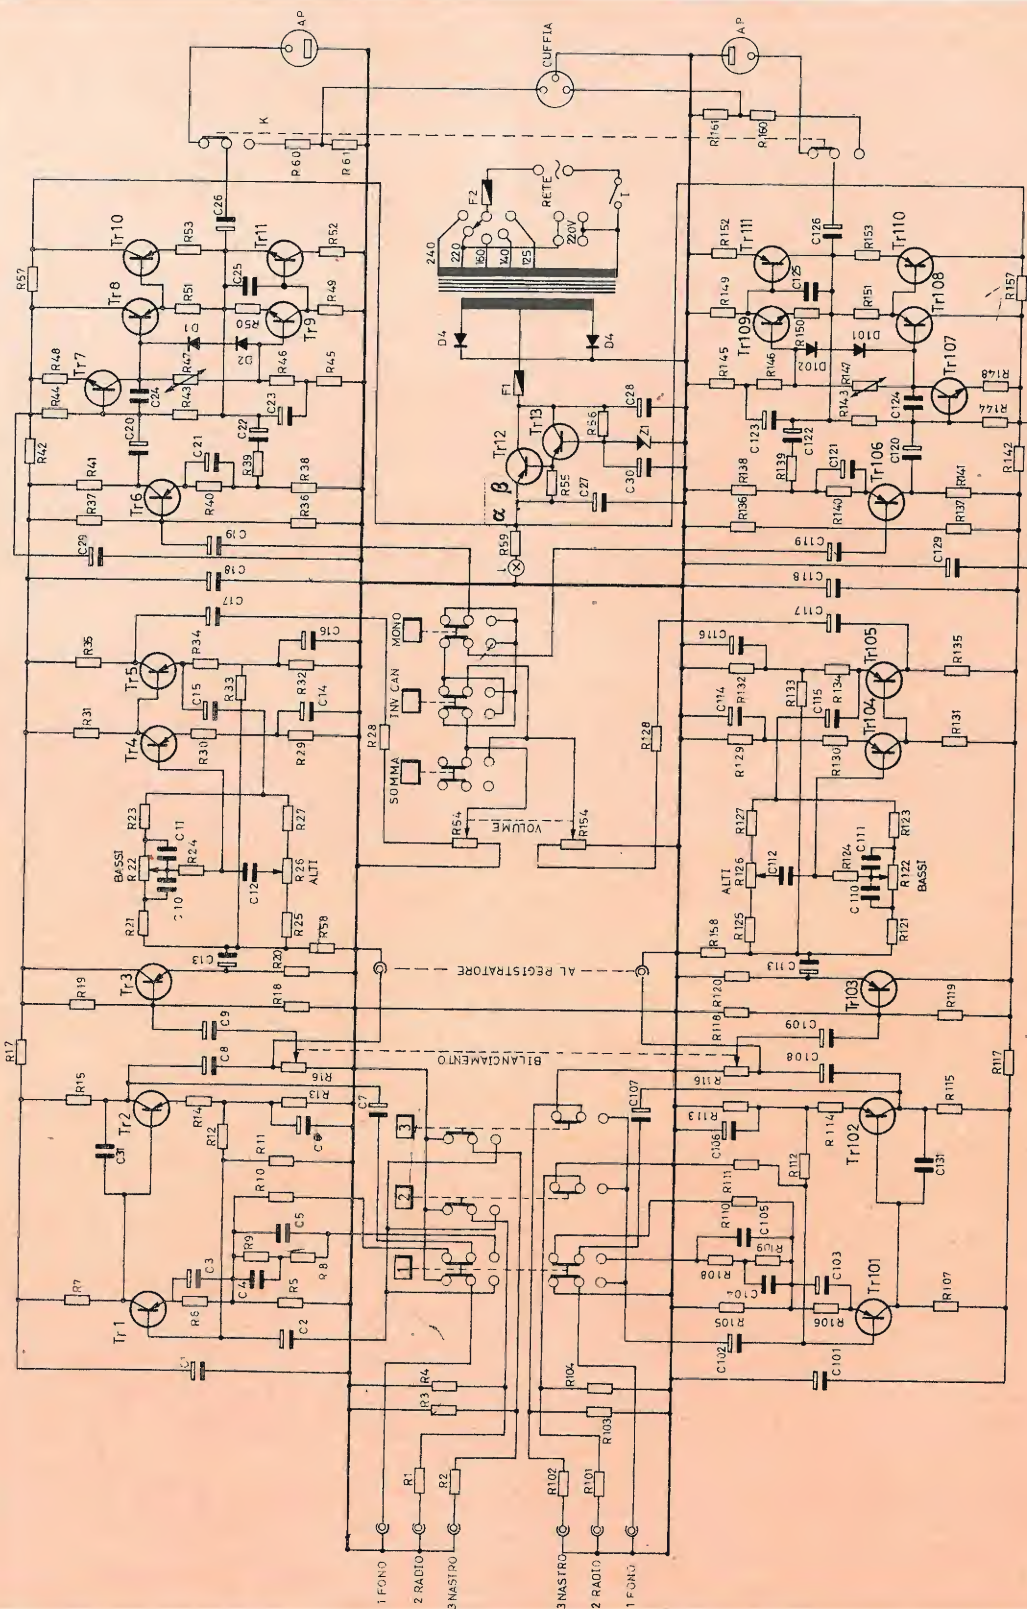 AP
K
R60
R61
CUFFIA
AP
R161
R160
C26
Tr10
R53
Tr11
R52
R57
Tr8
R51
C25
R50
Tr9
R49
D1
D2
R48
Tr7
R47
R46
R45
R44
C24
R43
C23
C20
C22
R42
R41
C21
R39
R37
Tr6
R40
R38
R36
C29
C19
C18
C17
F2
RETE
I
240
220
160
140
125
220V
D4
D4
F1
Tr13
R56
C28
Z1
Tr12
α β
R55
C30
C27
R59
L
R152
Tr111
C126
R153
Tr110
R149
C125
Tr109
R150
R151
Tr108
R157
D102
D101
R145
R146
R147
Tr107
R148
C123
R143
C124
R144
C122
C120
R142
R138
R139
C121
R136
R140
Tr106
R141
R137
C119
C129
C118
C117
R35
R34
C16
Tr5
C15
R33
R32
R31
Tr4
R30
C14
R29
R28
MONO
INV CAN
SOMMA
C116
R132
R133
R134
Tr105
R135
C114
C115
Tr104
R129
R130
R131
R128
R23
R27
BASSI
C11
R22
R24
C12
R26
ALTI
R21
R25
R58
R54
VOLUME
R154
R127
R123
ALTI
R126
C112
R124
C111
R122
BASSI
C110
R125
R121
R158
C13
R20
R19
Tr3
R18
C9
R17
C8
AL REGISTRATORE
BILANCIAMENTO
R120
C113
R118
Tr103
R119
C109
C108
R117
R116
R16
R15
Tr2
R14
R13
C7
C31
R12
R11
R10
3
2
1
C107
R113
C106
R114
Tr102
R115
R112
C131
R111
R110
C105
R109
R108
C104
C103
R105
R106
Tr101
R107
C102
C101
C5
R9
R8
C3
C4
R7
R6
R5
Tr1
C2
C1
R4
R3
R1
R2
R104
R103
R102
R101
1 FONO
2 RADIO
3 NASTRO
3 NASTRO
2 RADIO
1 FONO